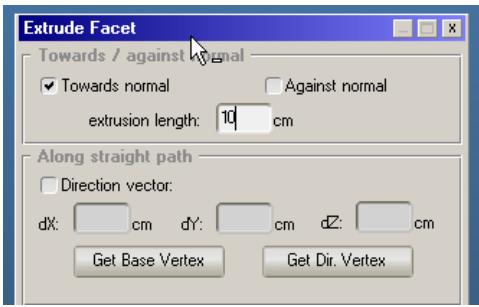 Extrude Facet
Towards / against normal
Towards normal Against normal
extrusion length: 10 cm
Along straight path
Direction vector:
dX: cm dY: cm dZ: cm
Get Base Vertex Get Dir. Vertex